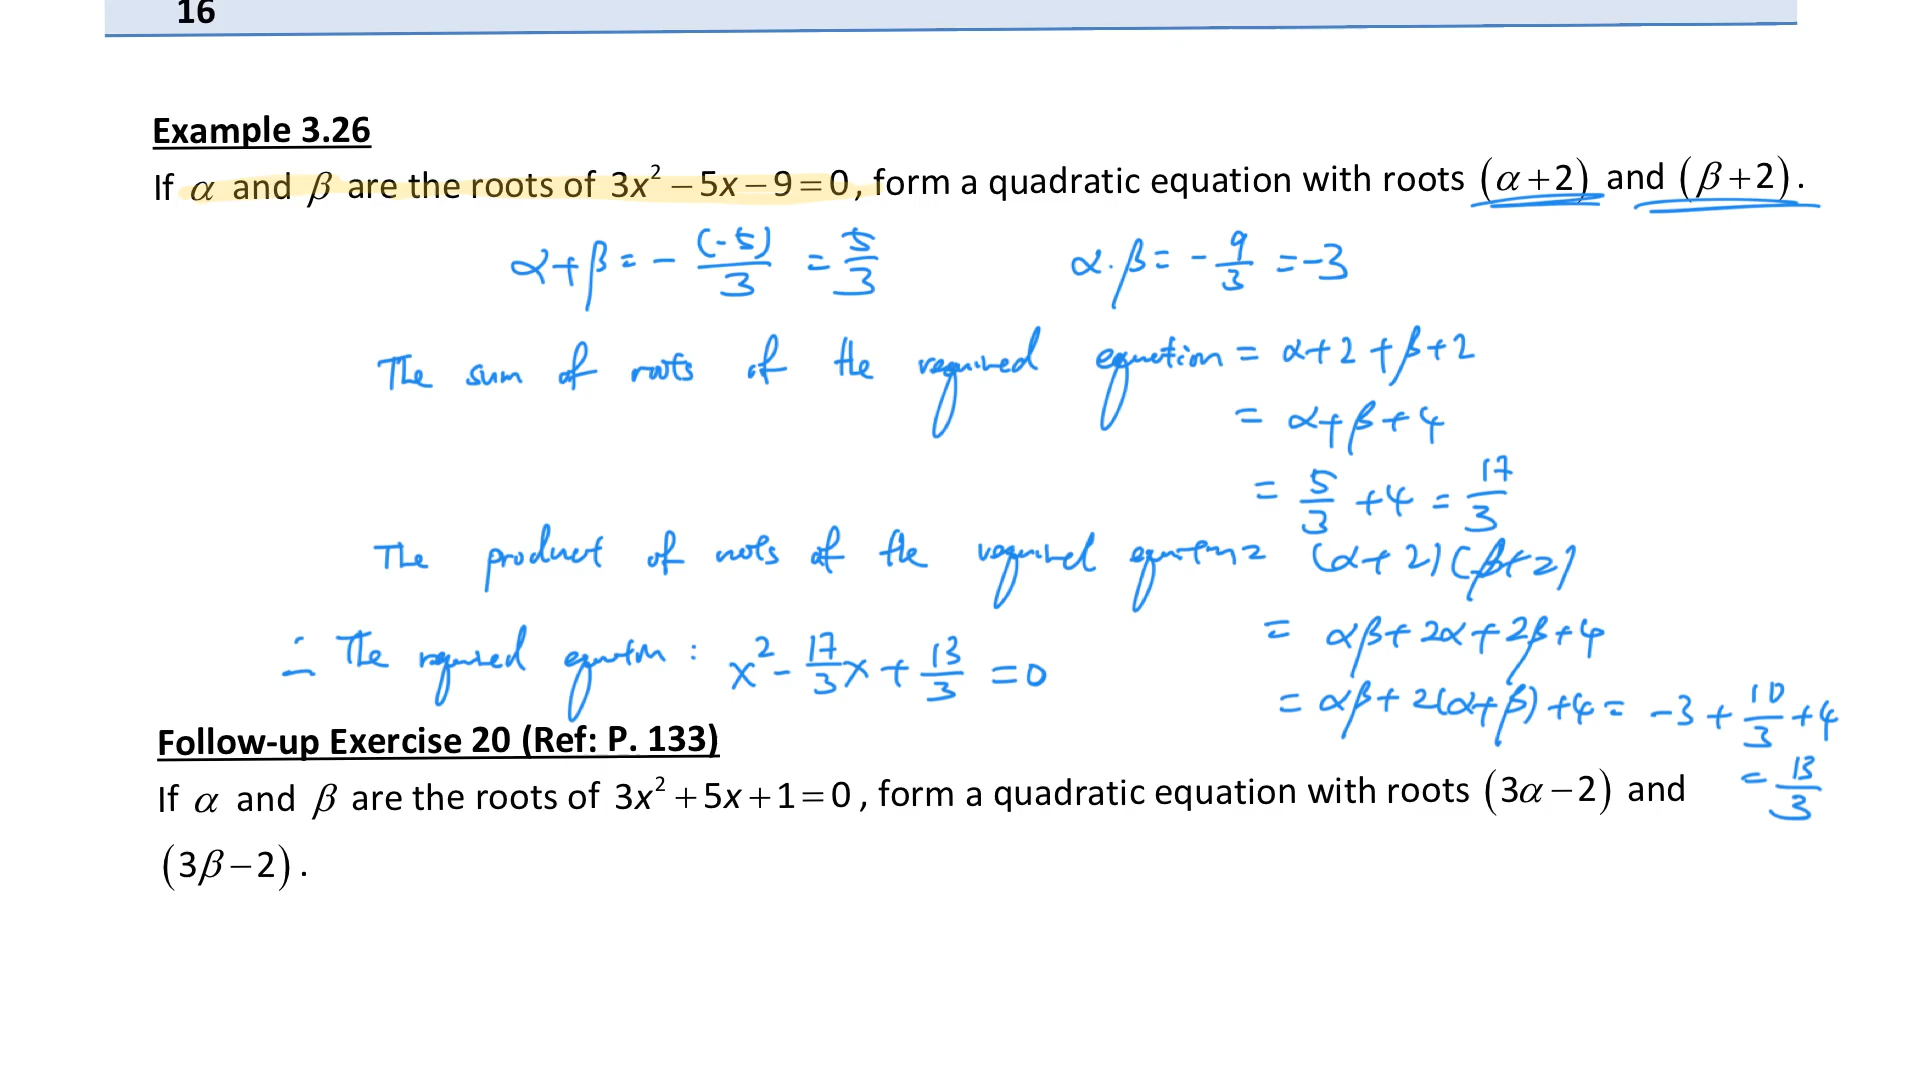 16
Example 3.26
If α and β are the roots of 3x² − 5x − 9 = 0, form a quadratic equation with roots (α+2) and (β+2).
α+β = − (-5)/3 = 5/3    α·β = − 9/3 = -3
The sum of roots of the required equation = α+2+β+2
= α+β+4
= 5/3 +4 = 17/3
The product of roots of the required equation = (α+2)(β+2)
= αβ+2α+2β+4
= αβ+2(α+β)+4 = -3 + 10/3 +4
= 13/3
∴ The required equation : x² − 17/3 x + 13/3 = 0
Follow-up Exercise 20 (Ref: P. 133)
If α and β are the roots of 3x² + 5x + 1 = 0, form a quadratic equation with roots (3α−2) and
(3β−2).